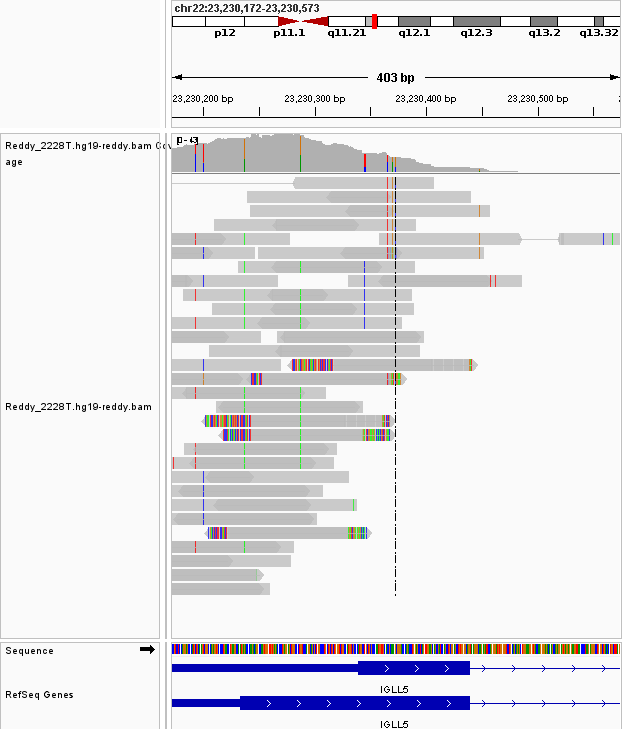 chr22:23,230,172-23,230,573
p12 p11.1 q11.21 q12.1 q12.3 q13.2 q13.32
403 bp
23,230,200 bp 23,230,300 bp 23,230,400 bp 23,230,500 bp
Reddy_2228T.hg19-reddy.bam Cov
age
Reddy_2228T.hg19-reddy.bam
Sequence
IGLL5
RefSeq Genes
IGLL5